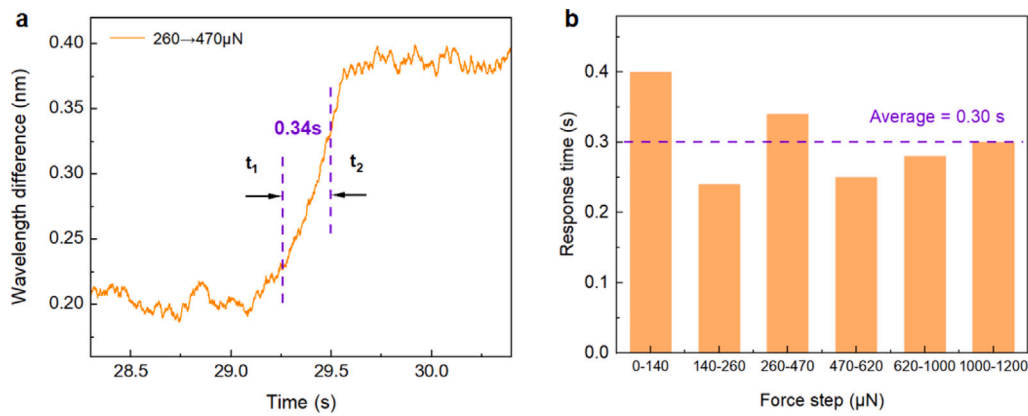 a
260→470μN
0.40
0.35
0.30
0.25
0.20
Wavelength difference (nm)
0.34s
t1
t2
28.5
29.0
29.5
30.0
Time (s)
b
0.4
0.3
0.2
0.1
0.0
Response time (s)
Average = 0.30 s
0-140
140-260
260-470
470-620
620-1000
1000-1200
Force step (μN)